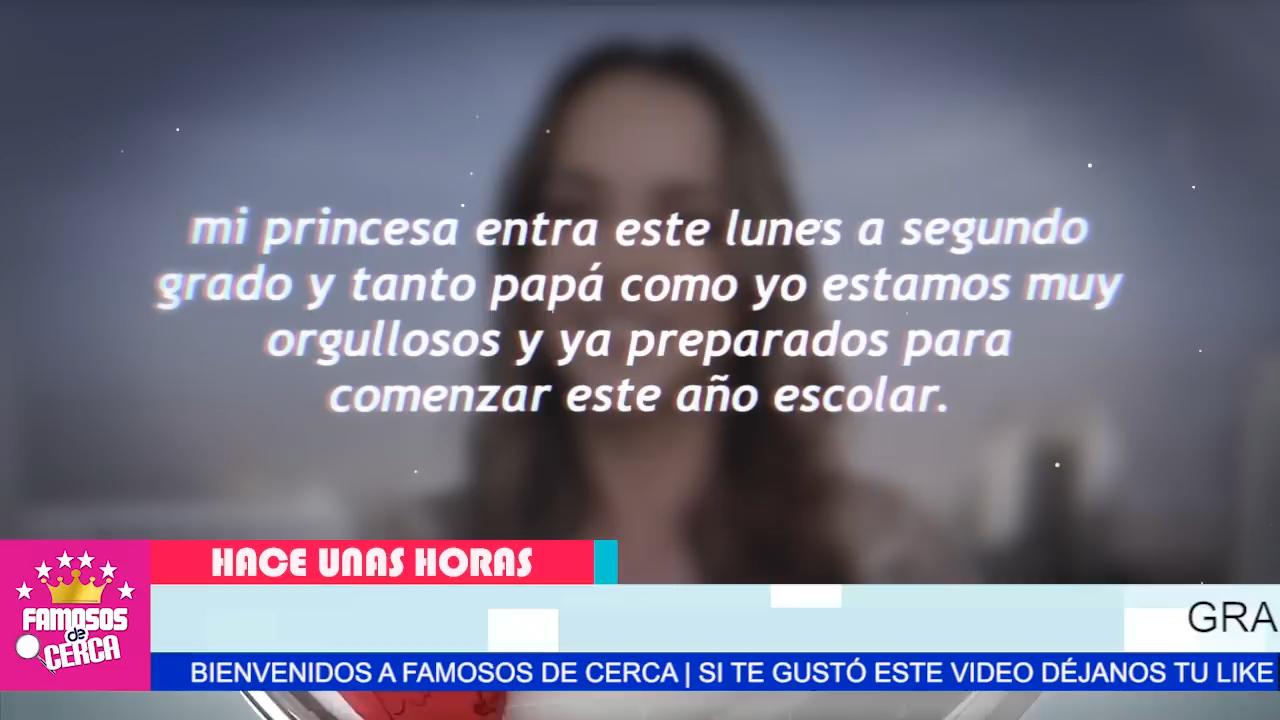 mi princesa entra este lunes a segundo
grado y tanto papá como yo estamos muy
orgullosos y ya preparados para
comenzar este año escolar.
HACE UNAS HORAS
FAMOSOS
de
CERCA
GRA
BIENVENIDOS A FAMOSOS DE CERCA | SI TE GUSTÓ ESTE VIDEO DÉJANOS TU LIKE